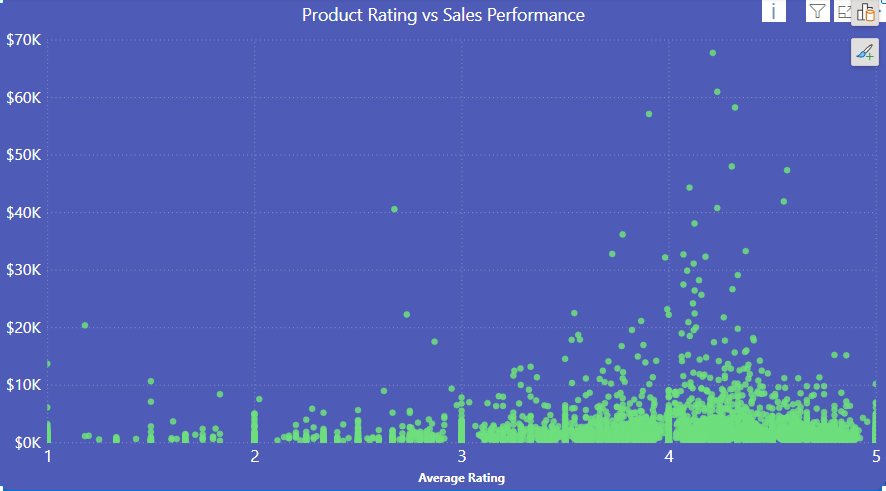 Product Rating vs Sales Performance
$70K
$60K
$50K
$40K
$30K
$20K
$10K
$0K
1 2 3 4 5
Average Rating